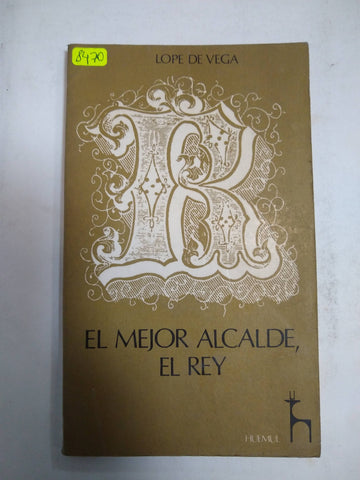 8470
LOPE DE VEGA
R
EL MEJOR ALCALDE,
EL REY
HUEMUL